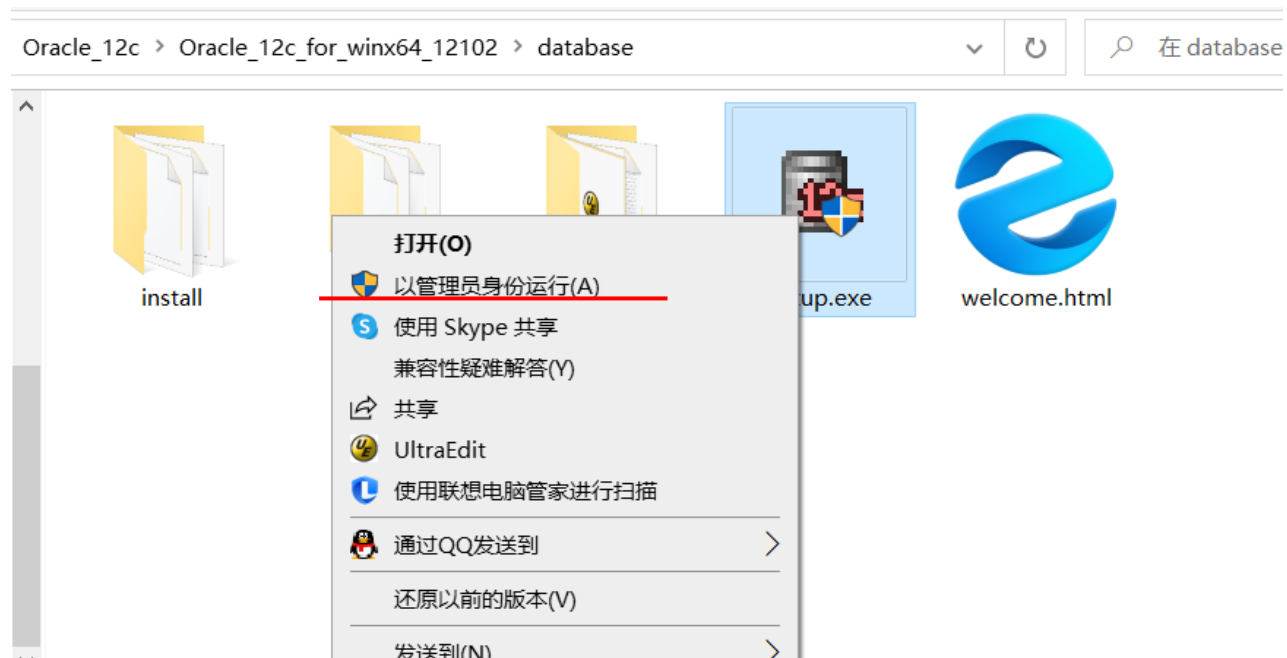 Oracle_12c > Oracle_12c_for_winx64_12102 > database
在 database
install
up.exe
welcome.html
打开(O)
以管理员身份运行(A)
使用 Skype 共享
兼容性疑难解答(Y)
共享
UltraEdit
使用联想电脑管家进行扫描
通过QQ发送到
还原以前的版本(V)
发送到(N)